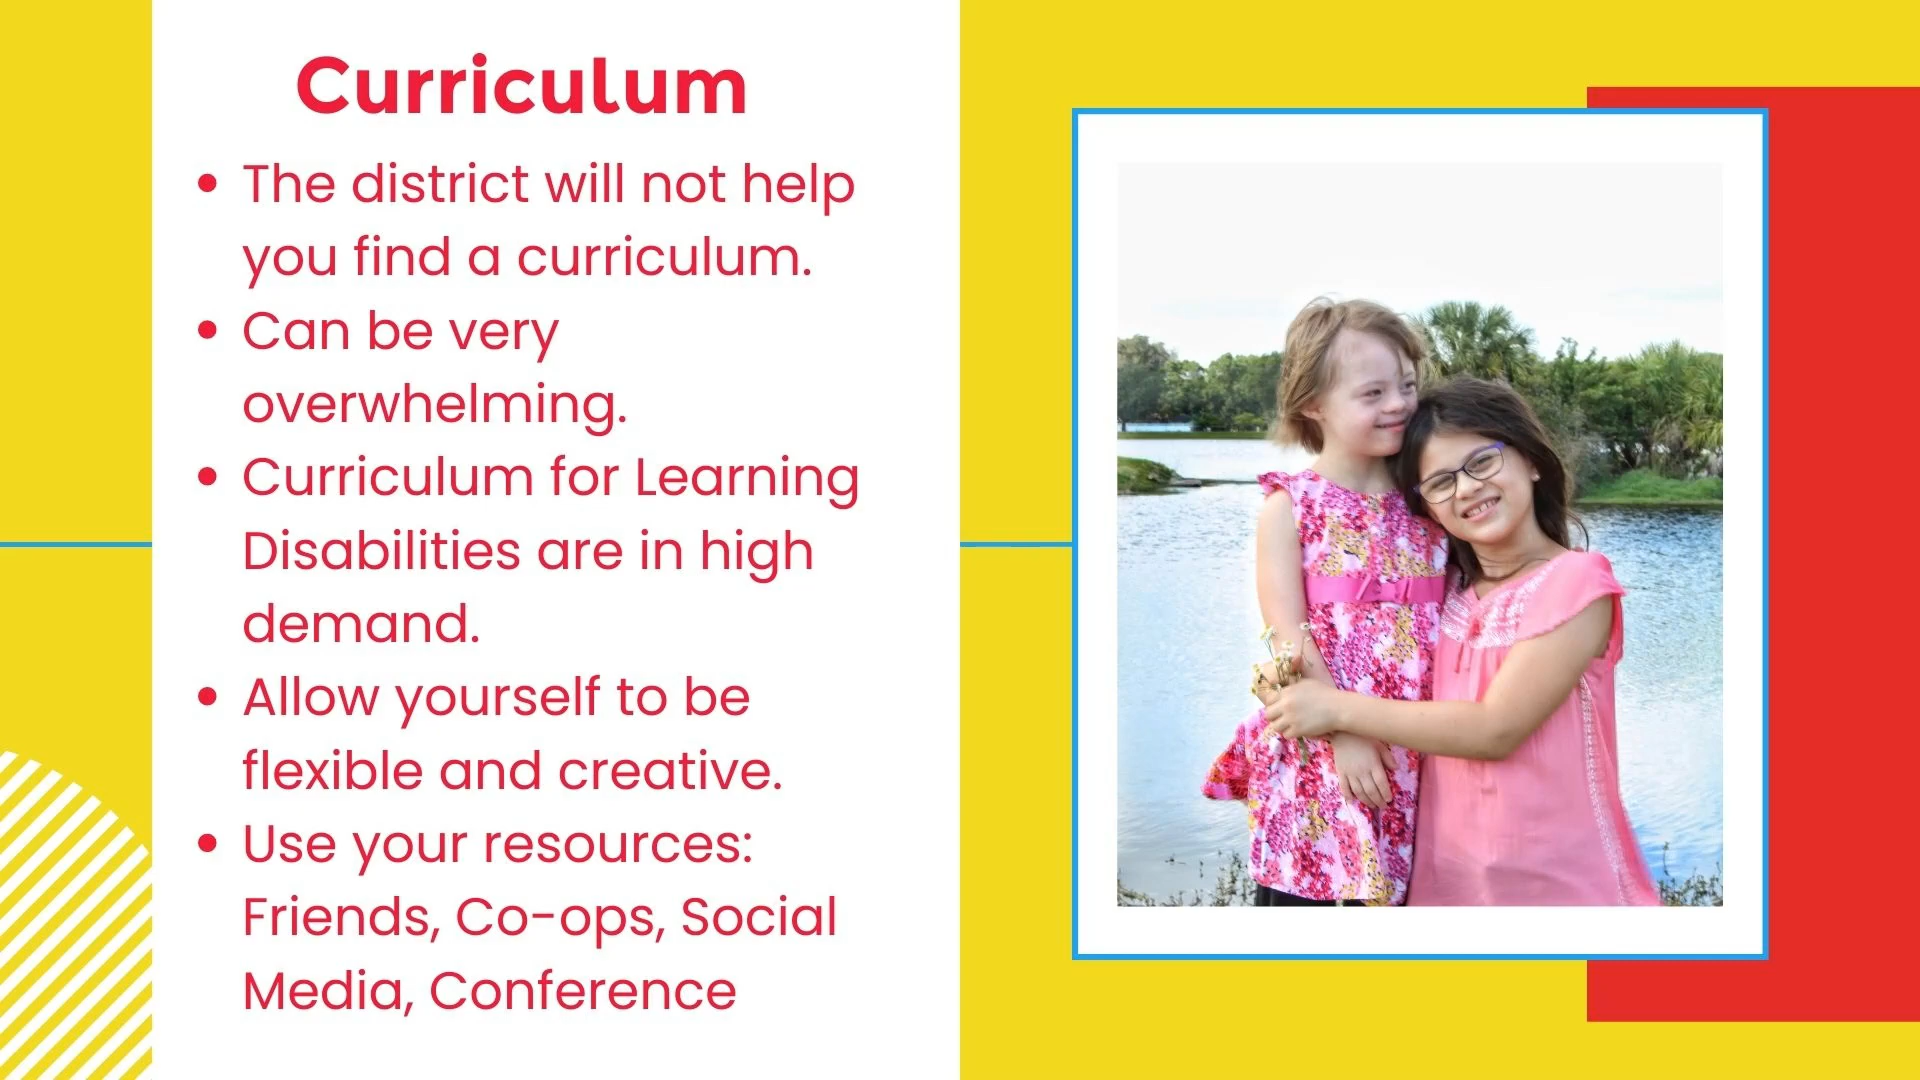 Curriculum
• The district will not help
you find a curriculum.
• Can be very
overwhelming.
• Curriculum for Learning
Disabilities are in high
demand.
• Allow yourself to be
flexible and creative.
• Use your resources:
Friends, Co-ops, Social
Media, Conference